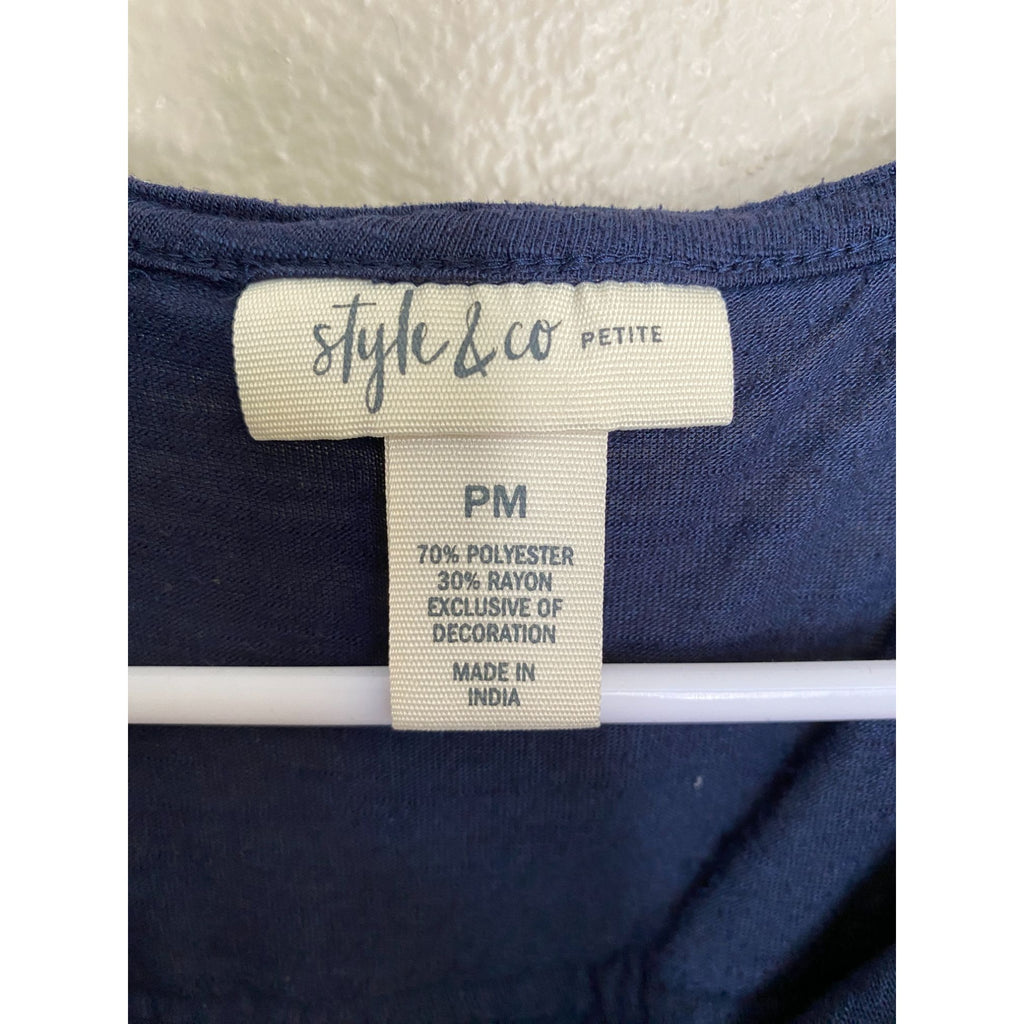 style & co PETITE
PM
70% POLYESTER
30% RAYON
EXCLUSIVE OF
DECORATION
MADE IN
INDIA